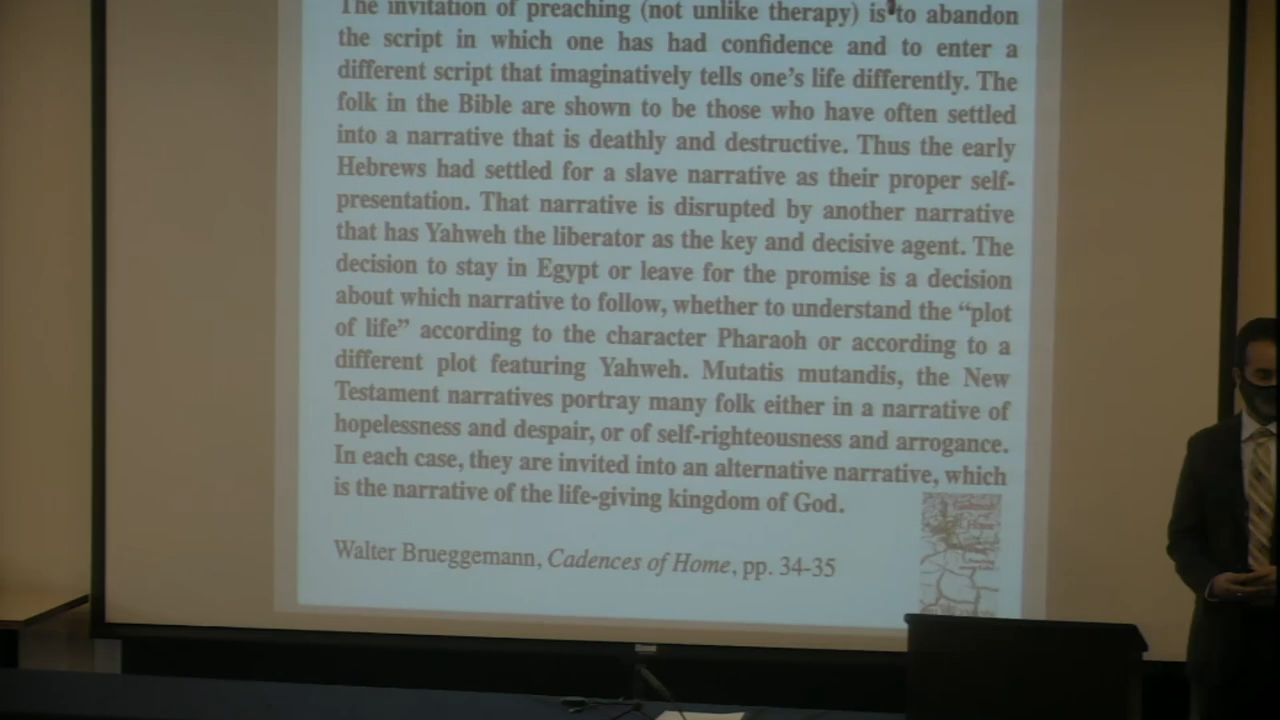 The invitation of preaching (not unlike therapy) is to abandon
the script in which one has had confidence and to enter a
different script that imaginatively tells one's life differently. The
folk in the Bible are shown to be those who have often settled
into a narrative that is deathly and destructive. Thus the early
Hebrews had settled for a slave narrative as their proper self-
presentation. That narrative is disrupted by another narrative
that has Yahweh the liberator as the key and decisive agent. The
decision to stay in Egypt or leave for the promise is a decision
about which narrative to follow, whether to understand the “plot
of life” according to the character Pharaoh or according to a
different plot featuring Yahweh. Mutatis mutandis, the New
Testament narratives portray many folk either in a narrative of
hopelessness and despair, or of self-righteousness and arrogance.
In each case, they are invited into an alternative narrative, which
is the narrative of the life-giving kingdom of God.
Walter Brueggemann, Cadences of Home, pp. 34-35
Cadences
of
Home